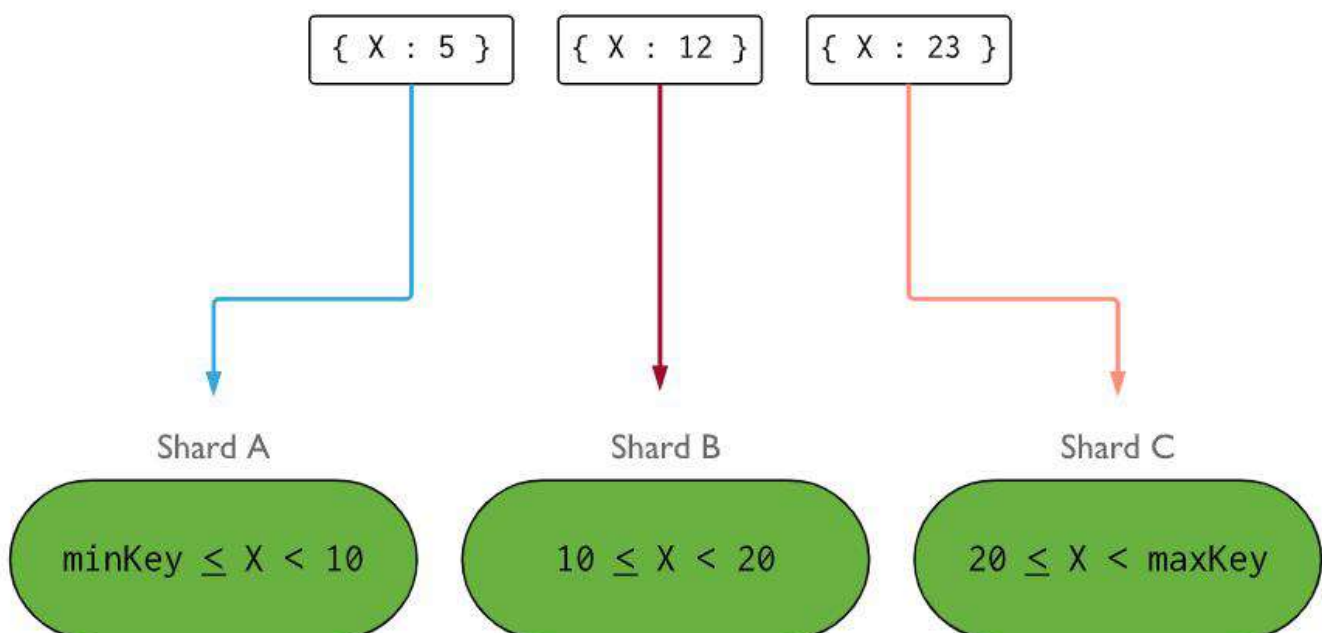 { X : 5 }
{ X : 12 }
{ X : 23 }
Shard A
Shard B
Shard C
minKey ≤ X < 10
10 ≤ X < 20
20 ≤ X < maxKey